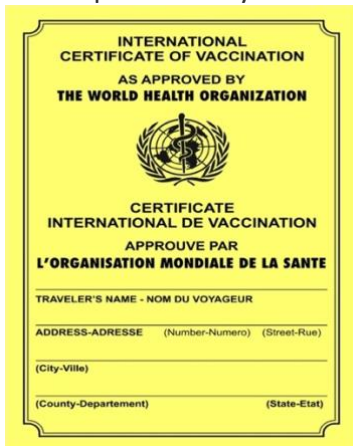 INTERNATIONAL
CERTIFICATE OF VACCINATION
AS APPROVED BY
THE WORLD HEALTH ORGANIZATION
CERTIFICATE
INTERNATIONAL DE VACCINATION
APPROUVE PAR
L'ORGANISATION MONDIALE DE LA SANTE
TRAVELER'S NAME - NOM DU VOYAGEUR
ADDRESS-ADRESSE (Number-Numero) (Street-Rue)
(City-Ville)
(County-Departement) (State-Etat)